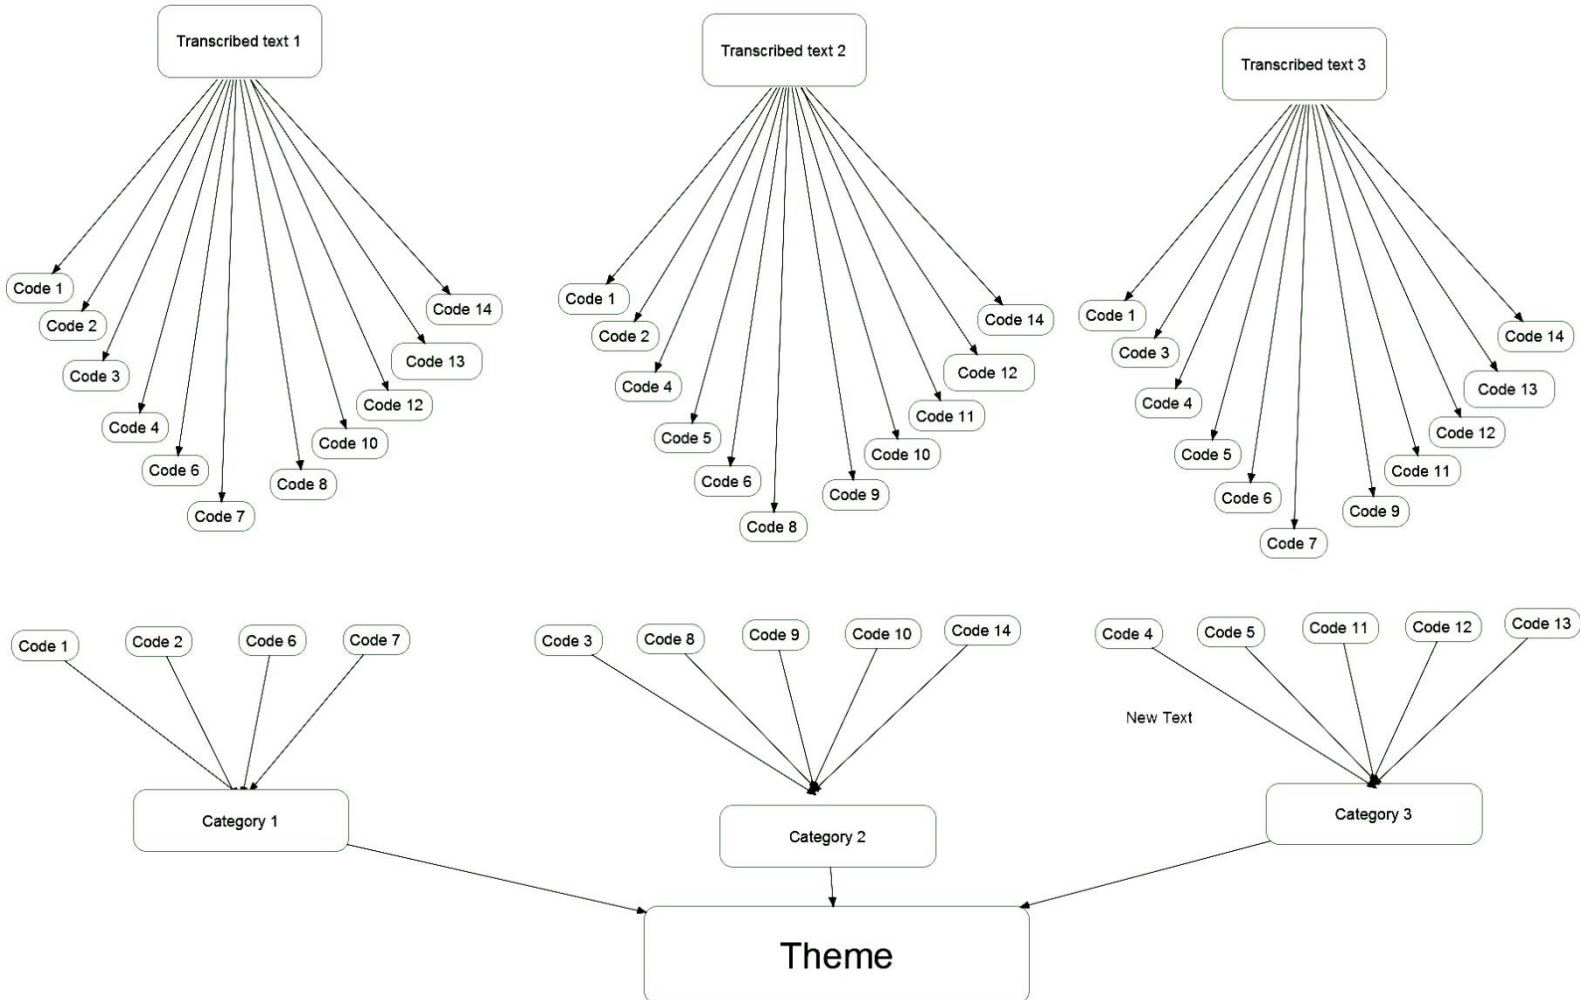 Transcribed text 1
Transcribed text 2
Transcribed text 3
Code 1
Code 2
Code 3
Code 4
Code 6
Code 7
Code 8
Code 10
Code 12
Code 13
Code 14
Code 1
Code 2
Code 4
Code 5
Code 6
Code 8
Code 9
Code 10
Code 11
Code 12
Code 14
Code 1
Code 3
Code 4
Code 5
Code 6
Code 7
Code 9
Code 11
Code 12
Code 13
Code 14
Code 1
Code 2
Code 6
Code 7
Code 3
Code 8
Code 9
Code 10
Code 14
Code 4
Code 5
Code 11
Code 12
Code 13
New Text
Category 1
Category 2
Category 3
Theme